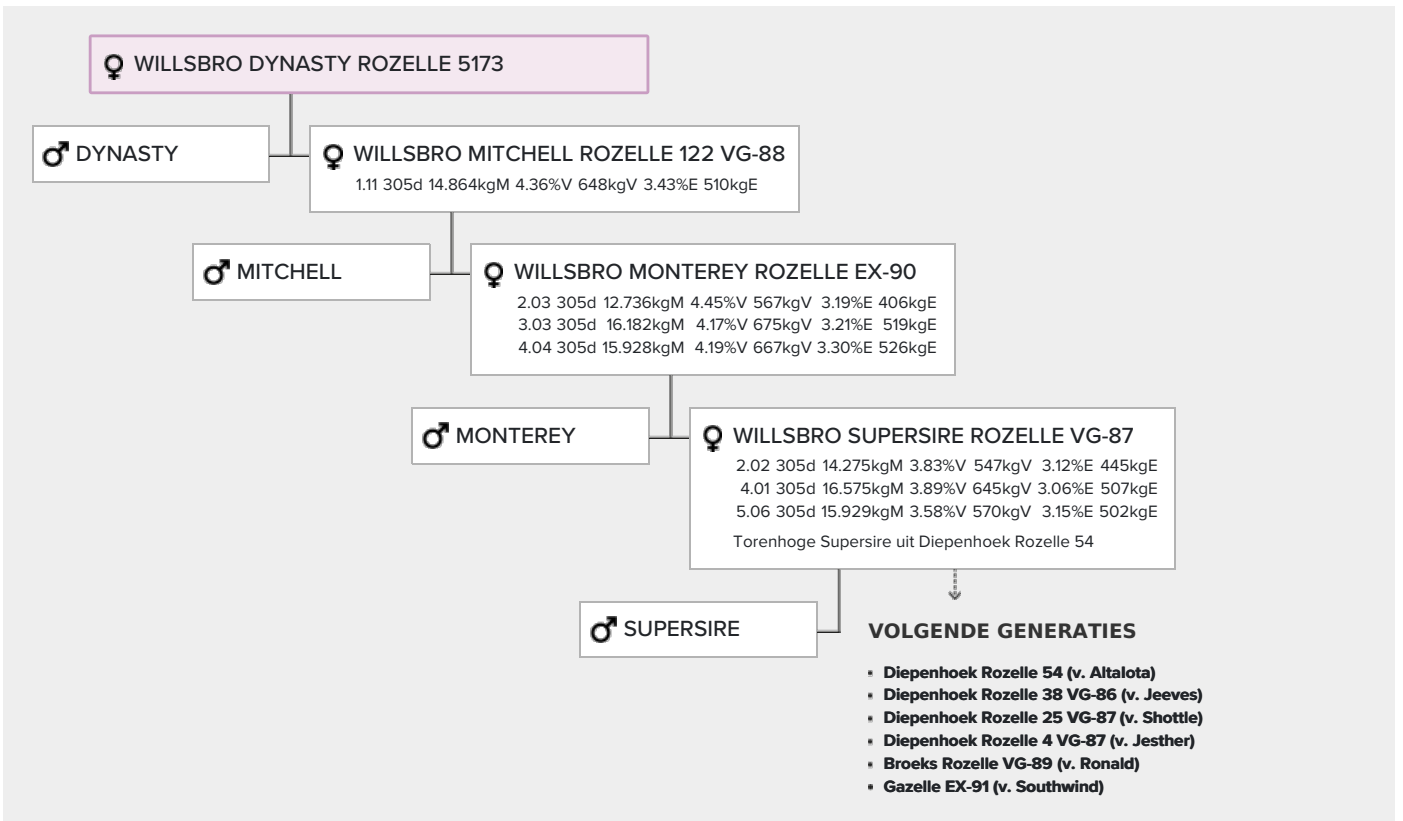 WILLSBRO DYNASTY ROZELLE 5173
DYNASTY
WILLSBRO MITCHELL ROZELLE 122 VG-88
1.11 305d 14.864kgM 4.36%V 648kgV 3.43%E 510kgE
MITCHELL
WILLSBRO MONTEREY ROZELLE EX-90
2.03 305d 12.736kgM 4.45%V 567kgV 3.19%E 406kgE
3.03 305d 16.182kgM 4.17%V 675kgV 3.21%E 519kgE
4.04 305d 15.928kgM 4.19%V 667kgV 3.30%E 526kgE
MONTEREY
WILLSBRO SUPERSIRE ROZELLE VG-87
2.02 305d 14.275kgM 3.83%V 547kgV 3.12%E 445kgE
4.01 305d 16.575kgM 3.89%V 645kgV 3.06%E 507kgE
5.06 305d 15.929kgM 3.58%V 570kgV 3.15%E 502kgE
Torenhoge Supersire uit Diepenhoek Rozelle 54
SUPERSIRE
VOLGENDE GENERATIES
Diepenhoek Rozelle 54 (v. Altalota)
Diepenhoek Rozelle 38 VG-86 (v. Jeeves)
Diepenhoek Rozelle 25 VG-87 (v. Shottle)
Diepenhoek Rozelle 4 VG-87 (v. Jesther)
Broeks Rozelle VG-89 (v. Ronald)
Gazelle EX-91 (v. Southwind)